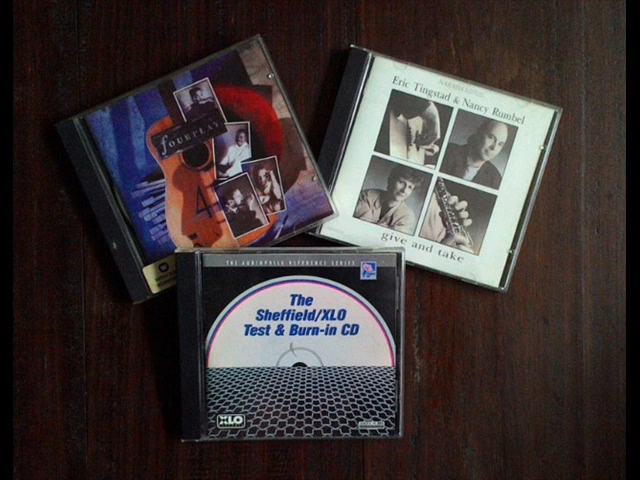 fourplay
4
Eric Tingstad & Nancy Rumbel
give and take
THE AUDIOPHILE REFERENCE SERIES
The
Sheffield/XLO
Test & Burn-in CD
XLO